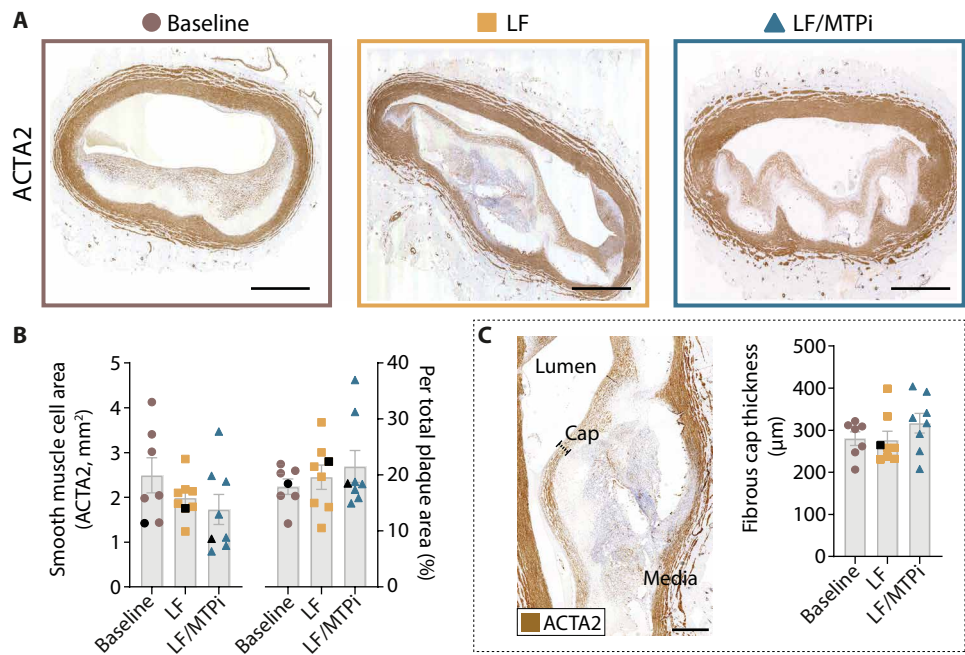 A
Baseline
LF
LF/MTPi
ACTA2
B
Smooth muscle cell area
(ACTA2, mm²)
5
4
3
2
1
0
Baseline
LF
LF/MTPi
Baseline
LF
LF/MTPi
40
30
20
10
0
Per total plaque area (%)
C
Lumen
Cap
Media
ACTA2
Fibrous cap thickness
(μm)
500
400
300
200
100
0
Baseline
LF
LF/MTPi